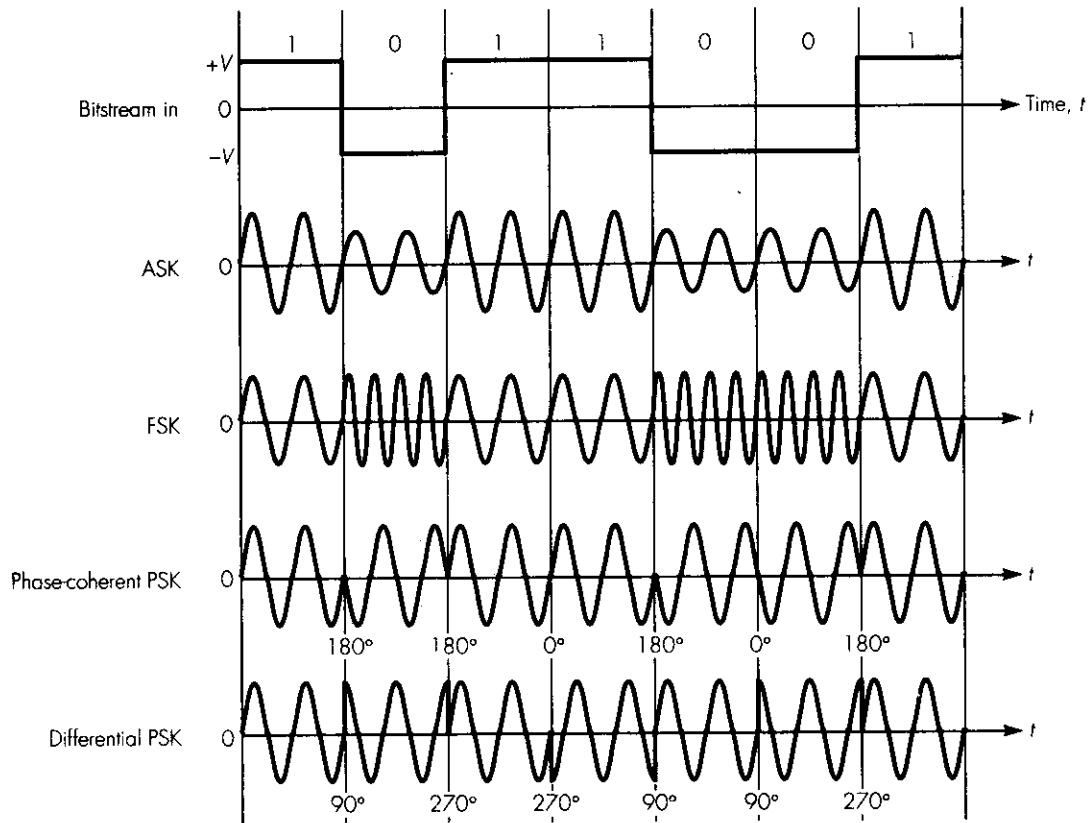 1 0 1 1 0 0 1
+V
Bitstream in 0 Time, t
−V
ASK 0 t
FSK 0 t
Phase-coherent PSK 0 t
180° 180° 0° 180° 0° 180°
Differential PSK 0 t
90° 270° 270° 90° 90° 270°